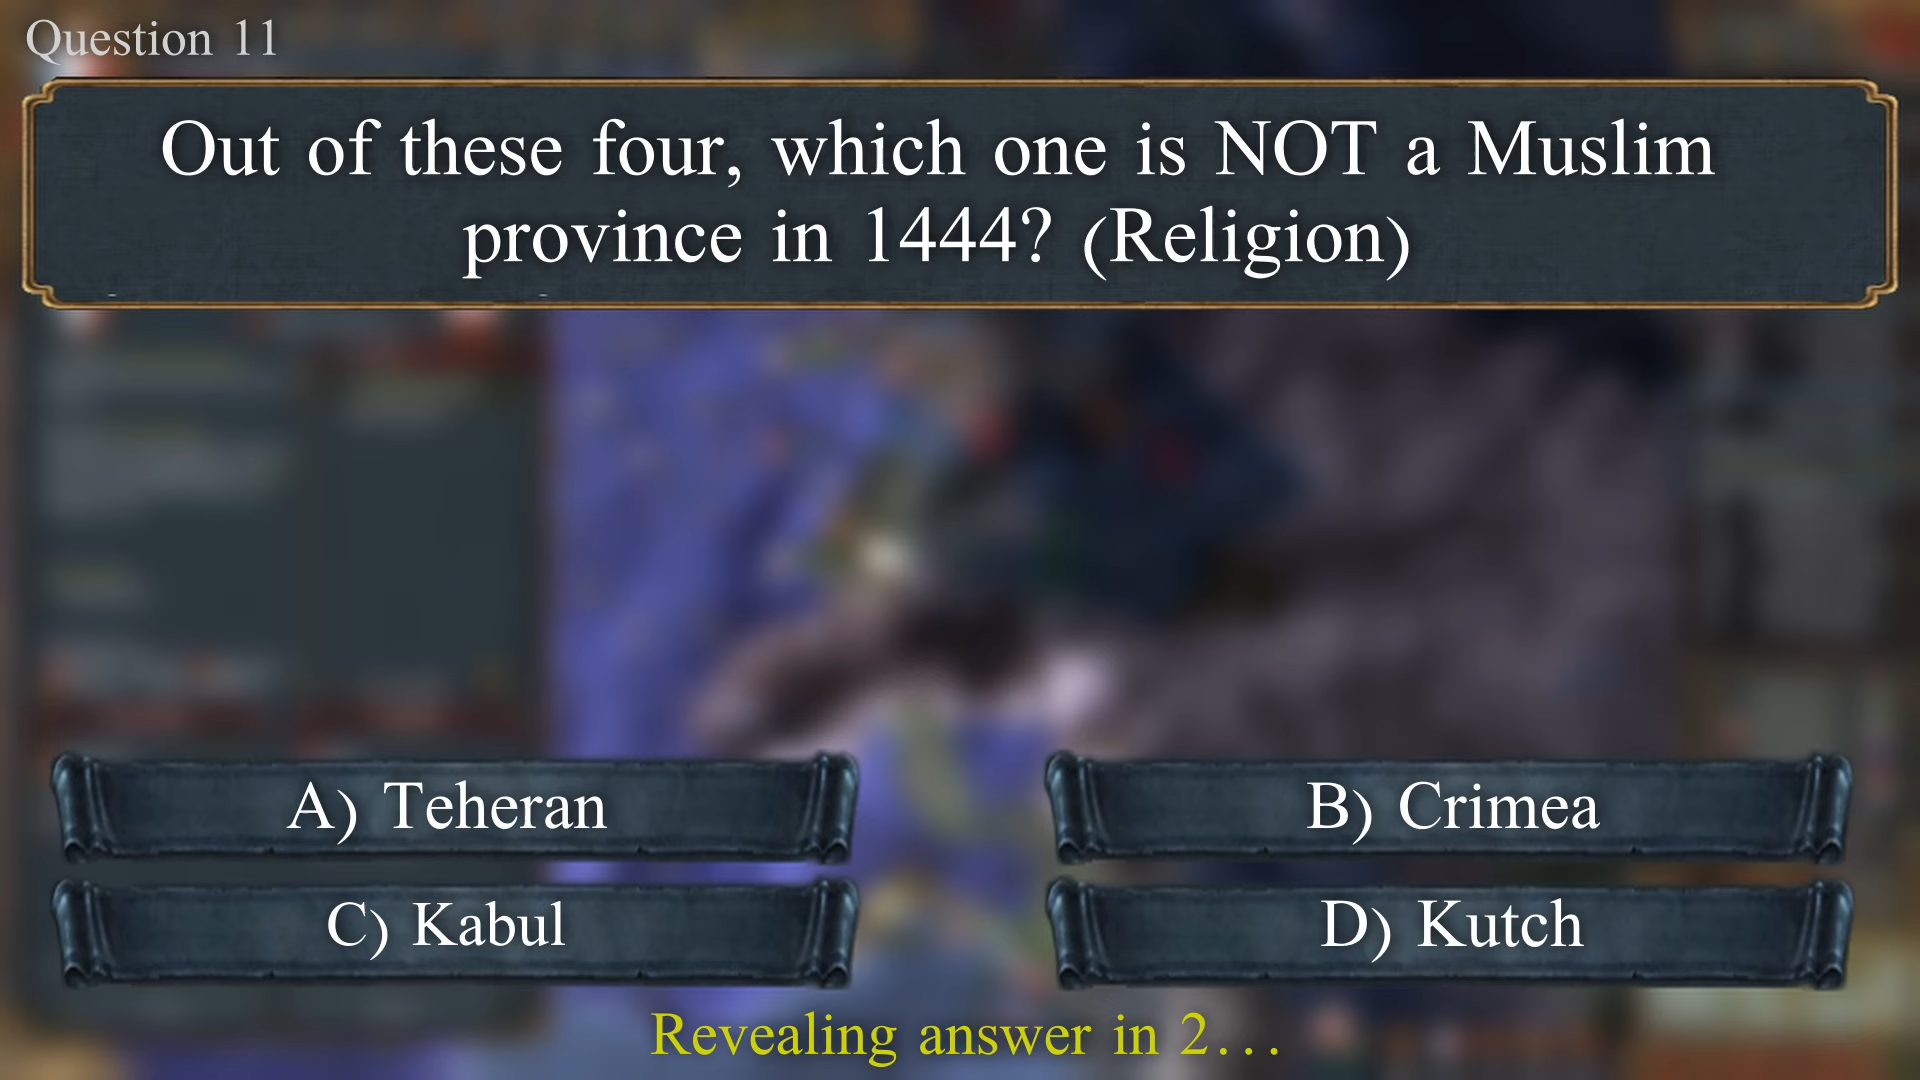 Question 11
Out of these four, which one is NOT a Muslim
province in 1444? (Religion)
A) Teheran
B) Crimea
C) Kabul
D) Kutch
Revealing answer in 2...